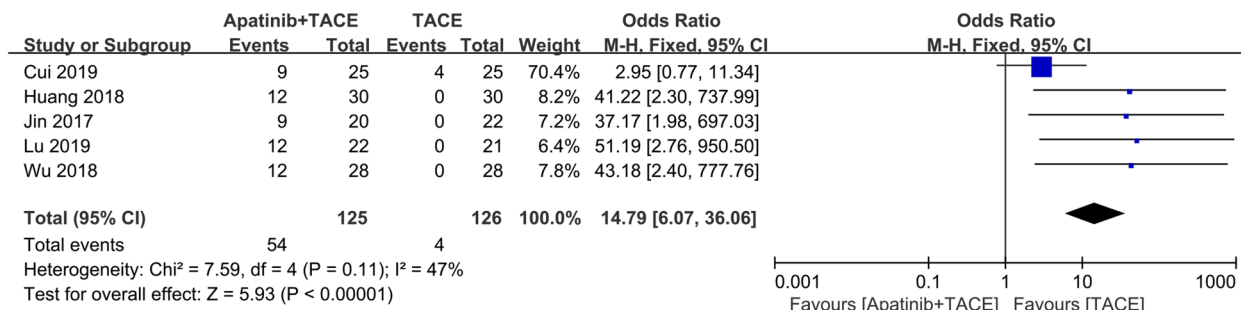 Apatinib+TACE TACE Odds Ratio Odds Ratio
Study or Subgroup Events Total Events Total Weight M-H, Fixed, 95% CI M-H, Fixed, 95% CI
Cui 2019 9 25 4 25 70.4% 2.95 [0.77, 11.34]
Huang 2018 12 30 0 30 8.2% 41.22 [2.30, 737.99]
Jin 2017 9 20 0 22 7.2% 37.17 [1.98, 697.03]
Lu 2019 12 22 0 21 6.4% 51.19 [2.76, 950.50]
Wu 2018 12 28 0 28 7.8% 43.18 [2.40, 777.76]
Total (95% CI) 125 126 100.0% 14.79 [6.07, 36.06]
Total events 54 4
Heterogeneity: Chi² = 7.59, df = 4 (P = 0.11); I² = 47%
Test for overall effect: Z = 5.93 (P < 0.00001)
0.001 0.1 1 10 1000
Favours [Apatinib+TACE] Favours [TACE]